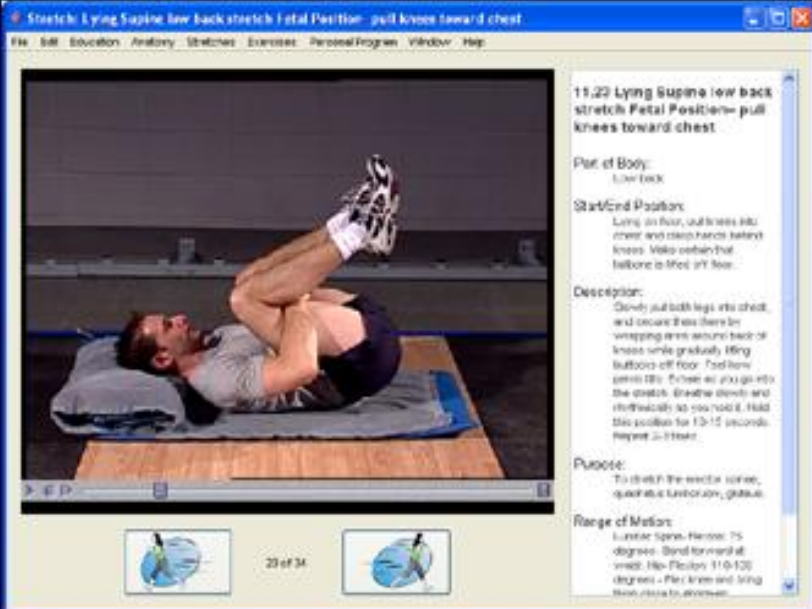 Stretch: Lying Supine low back stretch Fetal Position- pull knees toward chest
File Edit Education Anatomy Stretches Exercises Personal Program Window Help
11.23 Lying Supine low back
stretch Fetal Position- pull
knees toward chest
Part of Body:
Low back
Start/End Position:
Lying on floor, pull knees into
chest and clasp hands behind
knees. Make certain that
tailbone is lifted off floor.
Description:
Slowly pull both legs into chest,
and secure them there by
wrapping arms around back of
knees while gradually lifting
buttocks off floor. Feel how
pelvis tilts. Exhale as you go into
the stretch. Breathe slowly and
rhythmically as you hold it. Hold
this position for 10-15 seconds.
Repeat 2-3 times.
Purpose:
To stretch the erector spinae,
quadratus lumborum, gluteus.
Range of Motion:
Lumbar Spine- Flexion: 75
degrees - Bend forward at
waist. Hip- Flexion: 110-120
degrees - Flex knee and bring
23 of 34